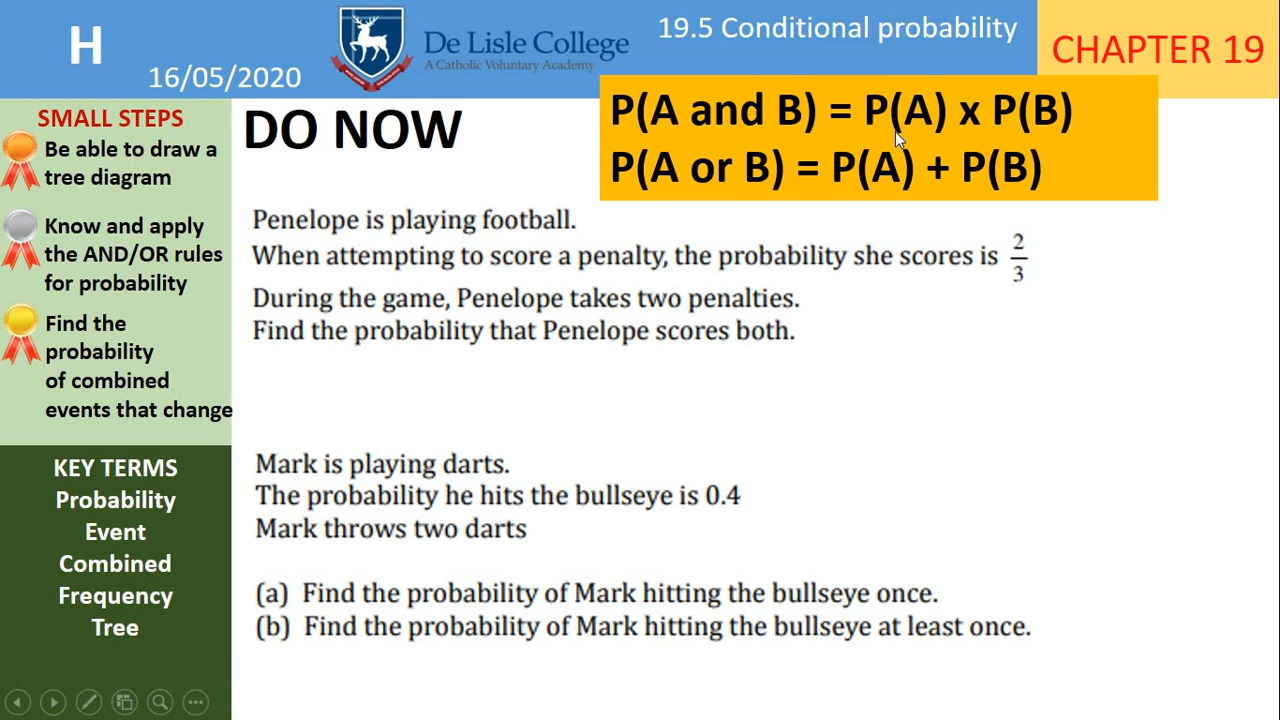 H
16/05/2020
De Lisle College
A Catholic Voluntary Academy
19.5 Conditional probability
CHAPTER 19
SMALL STEPS
Be able to draw a
tree diagram
Know and apply
the AND/OR rules
for probability
Find the
probability
of combined
events that change
KEY TERMS
Probability
Event
Combined
Frequency
Tree
DO NOW
P(A and B) = P(A) x P(B)
P(A or B) = P(A) + P(B)
Penelope is playing football.
When attempting to score a penalty, the probability she scores is 2/3
During the game, Penelope takes two penalties.
Find the probability that Penelope scores both.
Mark is playing darts.
The probability he hits the bullseye is 0.4
Mark throws two darts
(a) Find the probability of Mark hitting the bullseye once.
(b) Find the probability of Mark hitting the bullseye at least once.